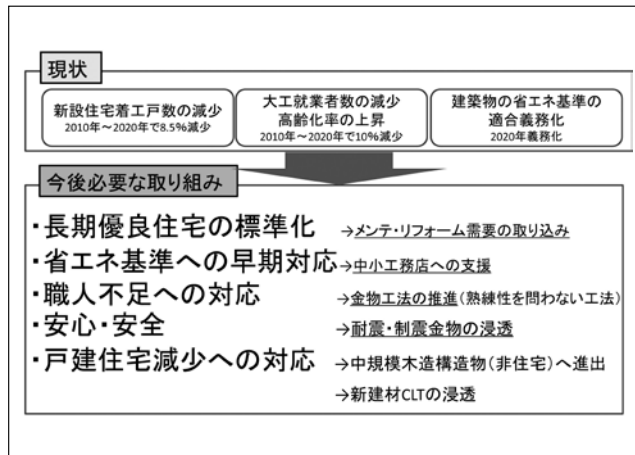 現状
新設住宅着工戸数の減少
2010年～2020年で8.5%減少
大工就業者数の減少
高齢化率の上昇
2010年～2020年で10%減少
建築物の省エネ基準の
適合義務化
2020年義務化
今後必要な取り組み
・長期優良住宅の標準化 →メンテ・リフォーム需要の取り込み
・省エネ基準への早期対応 →中小工務店への支援
・職人不足への対応 →金物工法の推進(熟練性を問わない工法)
・安心・安全 →耐震・制震金物の浸透
・戸建住宅減少への対応 →中規模木造構造物(非住宅)へ進出
→新建材CLTの浸透